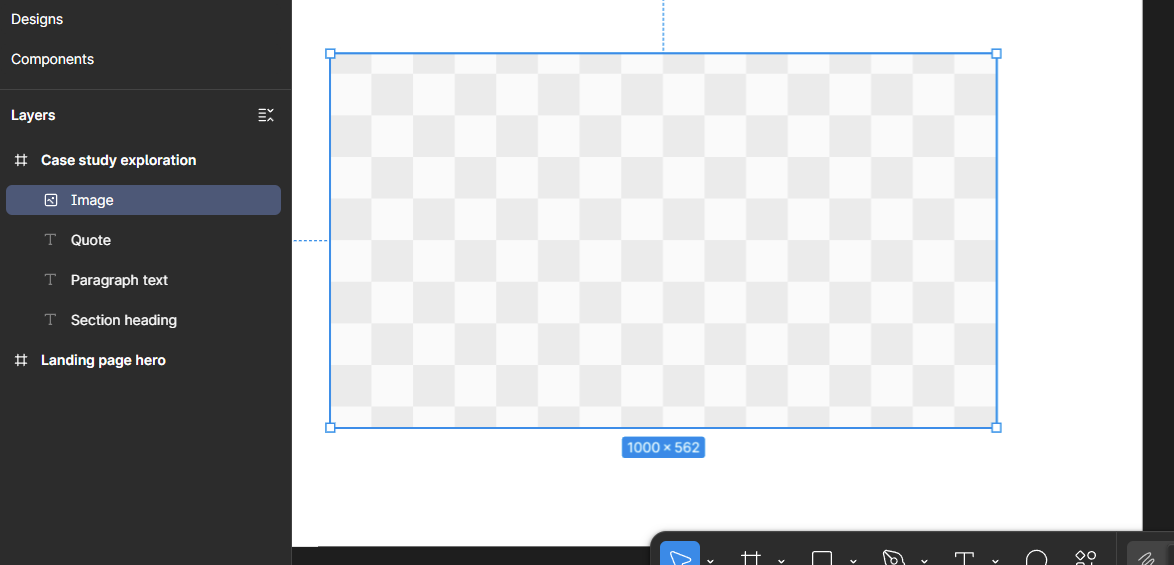 Designs
Components
Layers
Case study exploration
Image
Quote
Paragraph text
Section heading
Landing page hero
1000 × 562